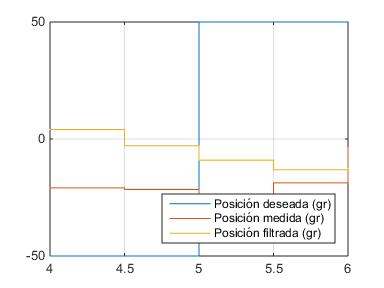 50
0
-50
4
4.5
5
5.5
6
Posición deseada (gr)
Posición medida (gr)
Posición filtrada (gr)